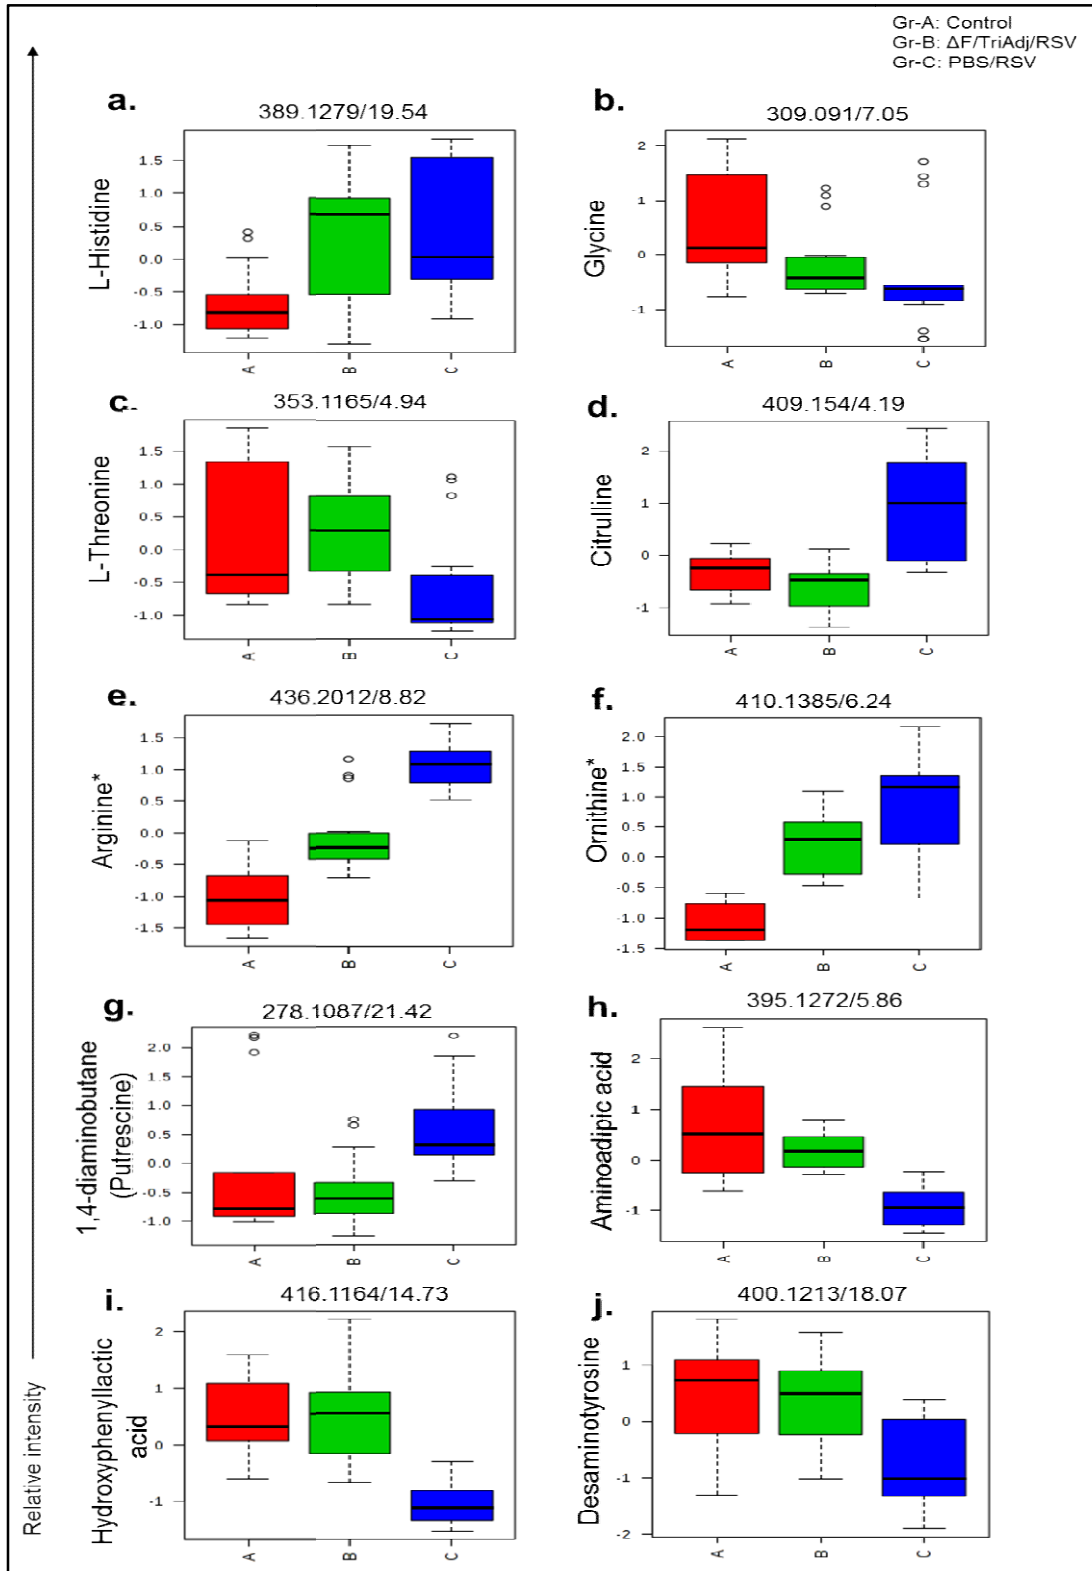 Gr-A: Control
Gr-B: ΔF/TriAdj/RSV
Gr-C: PBS/RSV
Relative intensity
a.
389.1279/19.54
L-Histidine
1.5
1.0
0.5
0.0
-0.5
-1.0
A
B
C
b.
309.091/7.05
Glycine
2
1
0
-1
A
B
C
c.
353.1165/4.94
L-Threonine
1.5
1.0
0.5
0.0
-0.5
-1.0
A
B
C
d.
409.154/4.19
Citrulline
2
1
0
-1
A
B
C
e.
436.2012/8.82
Arginine*
1.5
1.0
0.5
0.0
-0.5
-1.0
-1.5
A
B
C
f.
410.1385/6.24
Ornithine*
2.0
1.5
1.0
0.5
0.0
-0.5
-1.0
-1.5
A
B
C
g.
278.1087/21.42
1,4-diaminobutane
(Putrescine)
2.0
1.5
1.0
0.5
0.0
-0.5
-1.0
A
B
C
h.
395.1272/5.86
Aminoadipic acid
2
1
0
-1
A
B
C
i.
416.1164/14.73
Hydroxyphenyllactic
acid
2
1
0
-1
A
B
C
j.
400.1213/18.07
Desaminotyrosine
1
0
-1
-2
A
B
C